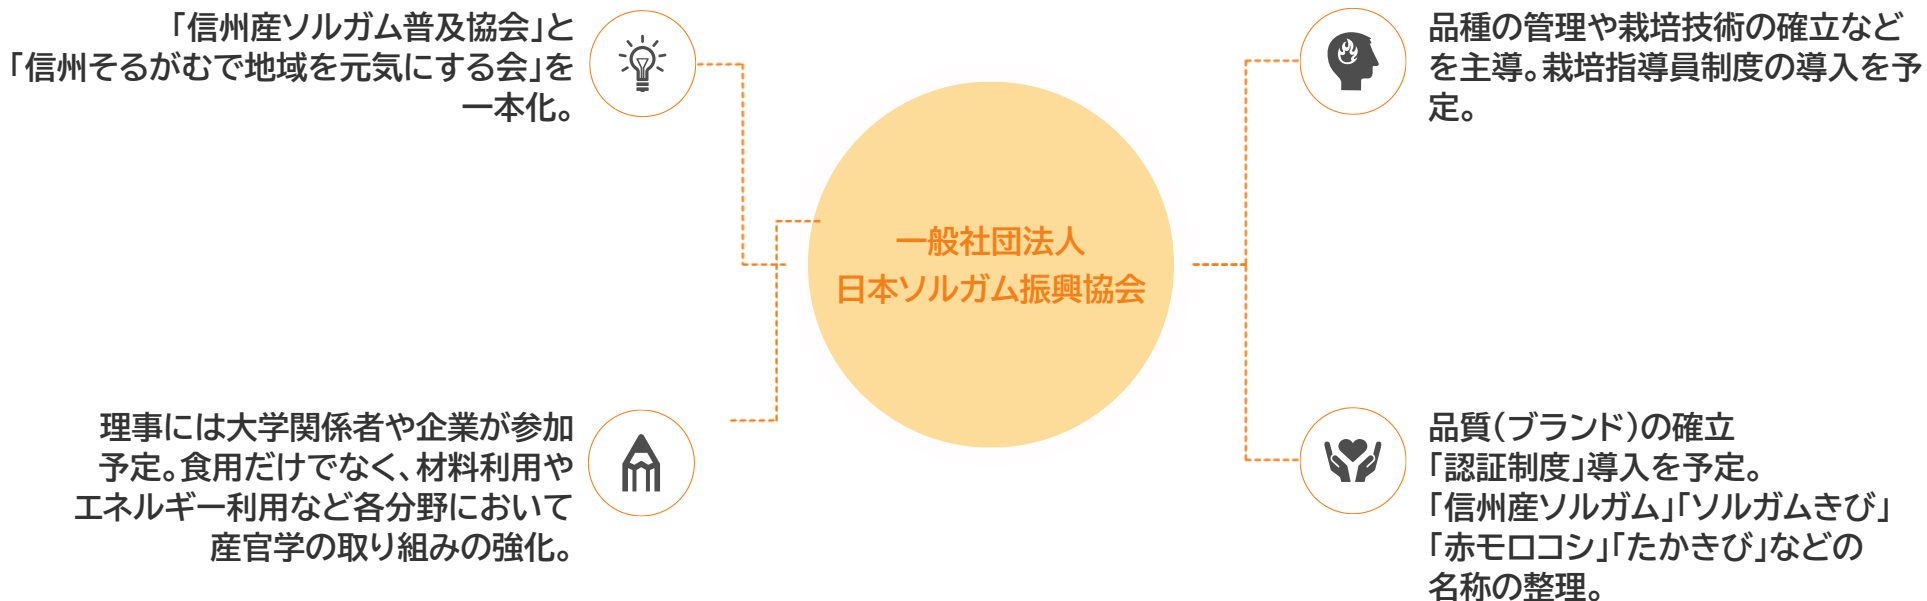 「信州産ソルガム普及協会」と
「信州そるがむで地域を元気にする会」を
一本化。
品種の管理や栽培技術の確立など
を主導。栽培指導員制度の導入を予
定。
一般社団法人
日本ソルガム振興協会
理事には大学関係者や企業が参加
予定。食用だけでなく、材料利用や
エネルギー利用など各分野において
産官学の取り組みの強化。
品質(ブランド)の確立
「認証制度」導入を予定。
「信州産ソルガム」「ソルガムきび」
「赤モロコシ」「たかきび」などの
名称の整理。